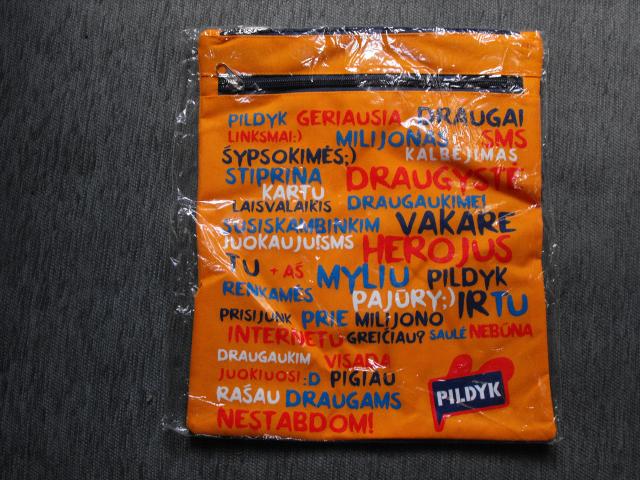 PILDYK GERIAUSIA DRAUGAI
LINKSMAI:) MILIJONAS SMS
ŠYPSOKIMĖS;) KALBĖJIMAS
STIPRINA DRAUGYSTĘ
KARTU
LAISVALAIKIS DRAUGAUKIME!
SUSISKAMBINKIM VAKARE
JUOKAUJUISMS HEROJUS
TU + AŠ MYLIU PILDYK
RENKAMĖS PAJŪRY:) IR TU
PRISIJUNK PRIE MILIJONO
INTERNETU GREIČIAU? SAULĖ NEBŪNA
DRAUGAUKIM VISADA
JUOKIUOSI :D PIGIAU
RAŠAU DRAUGAMS
NESTABDOM!
PILDYK